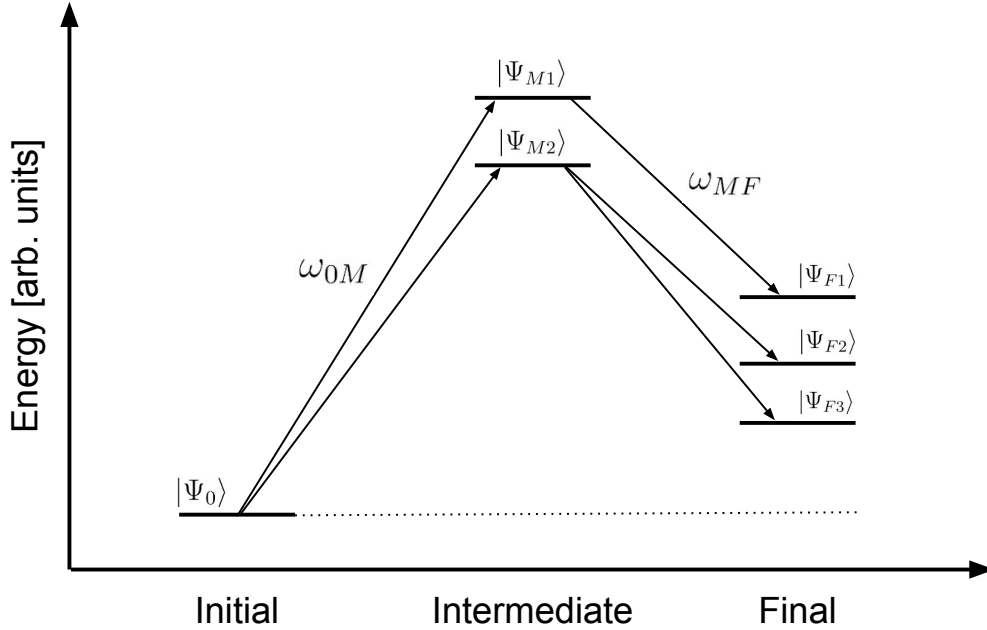 |Ψ_{M1}⟩
|Ψ_{M2}⟩
ω_{MF}
ω_{0M}
|Ψ_{F1}⟩
|Ψ_{F2}⟩
|Ψ_{F3}⟩
|Ψ_0⟩
Energy [arb. units]
Initial Intermediate Final